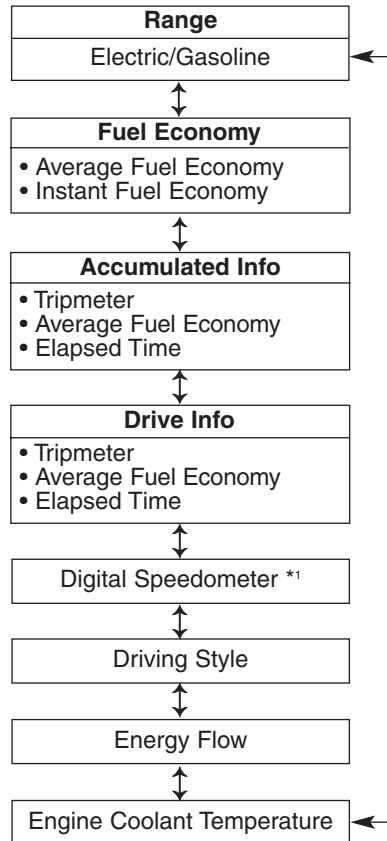 Range
Electric/Gasoline
Fuel Economy
• Average Fuel Economy
• Instant Fuel Economy
Accumulated Info
• Tripmeter
• Average Fuel Economy
• Elapsed Time
Drive Info
• Tripmeter
• Average Fuel Economy
• Elapsed Time
Digital Speedometer *1
Driving Style
Energy Flow
Engine Coolant Temperature